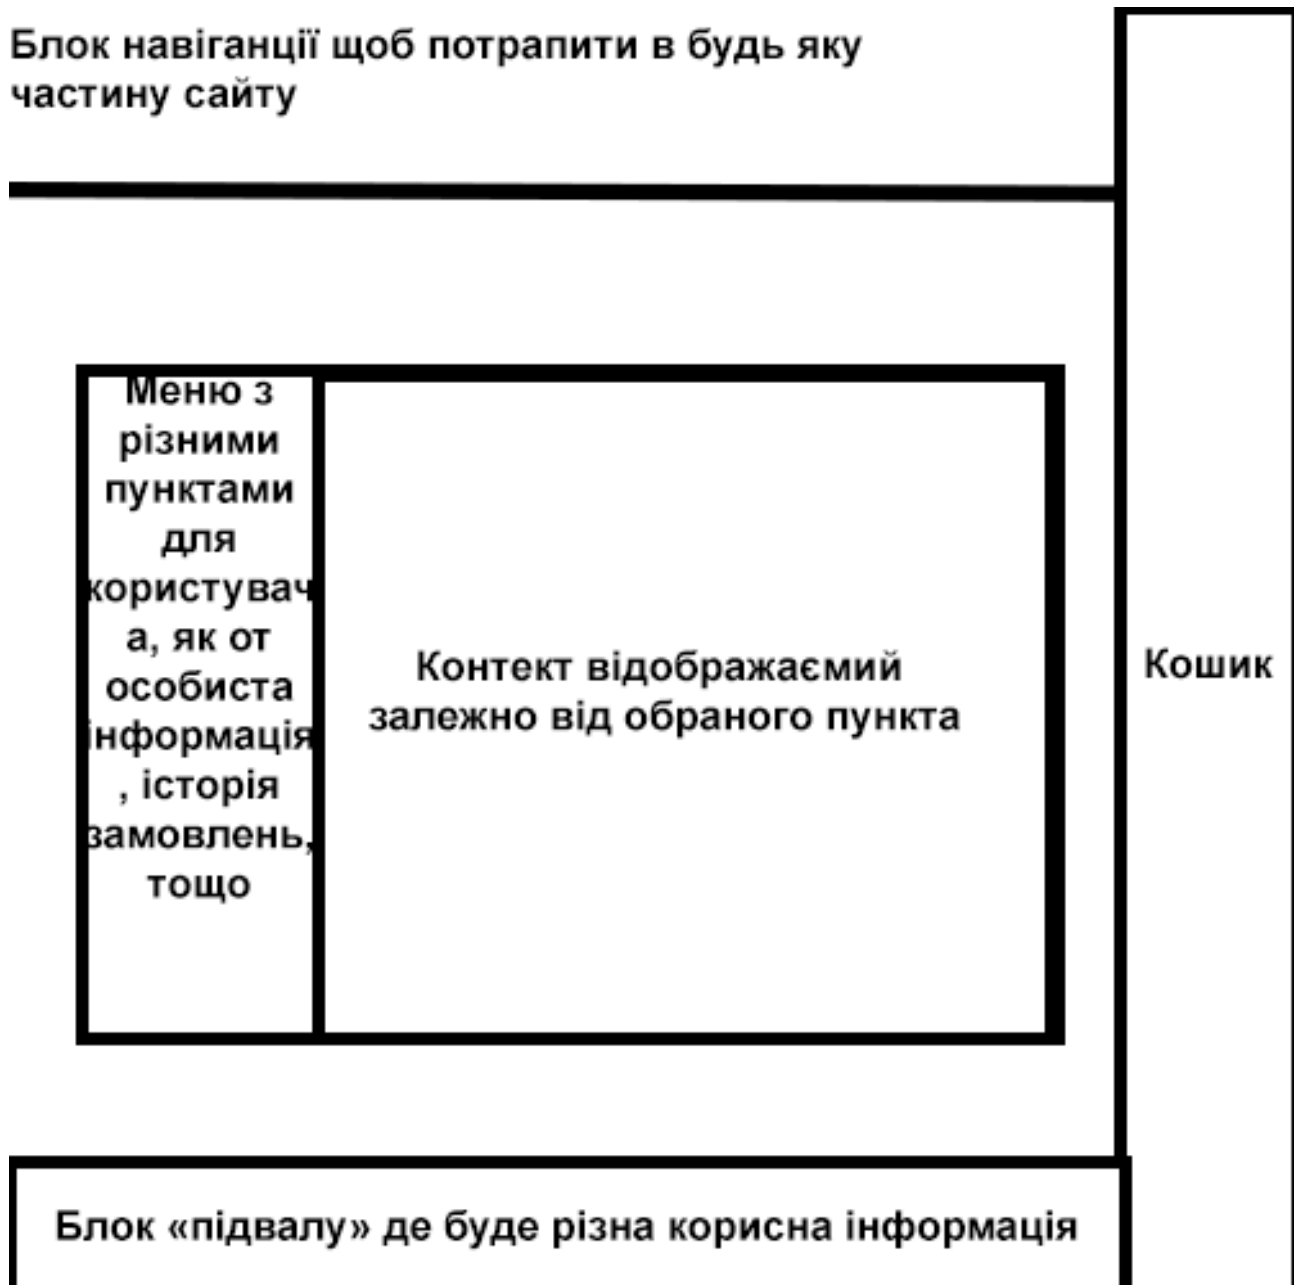 Блок навіганції щоб потрапити в будь яку
частину сайту
Меню з
різними
пунктами
для
користувач
а, як от
особиста
інформація
, історія
замовлень,
тощо
Контект відображаємий
залежно від обраного пункта
Кошик
Блок «підвалу» де буде різна корисна інформація